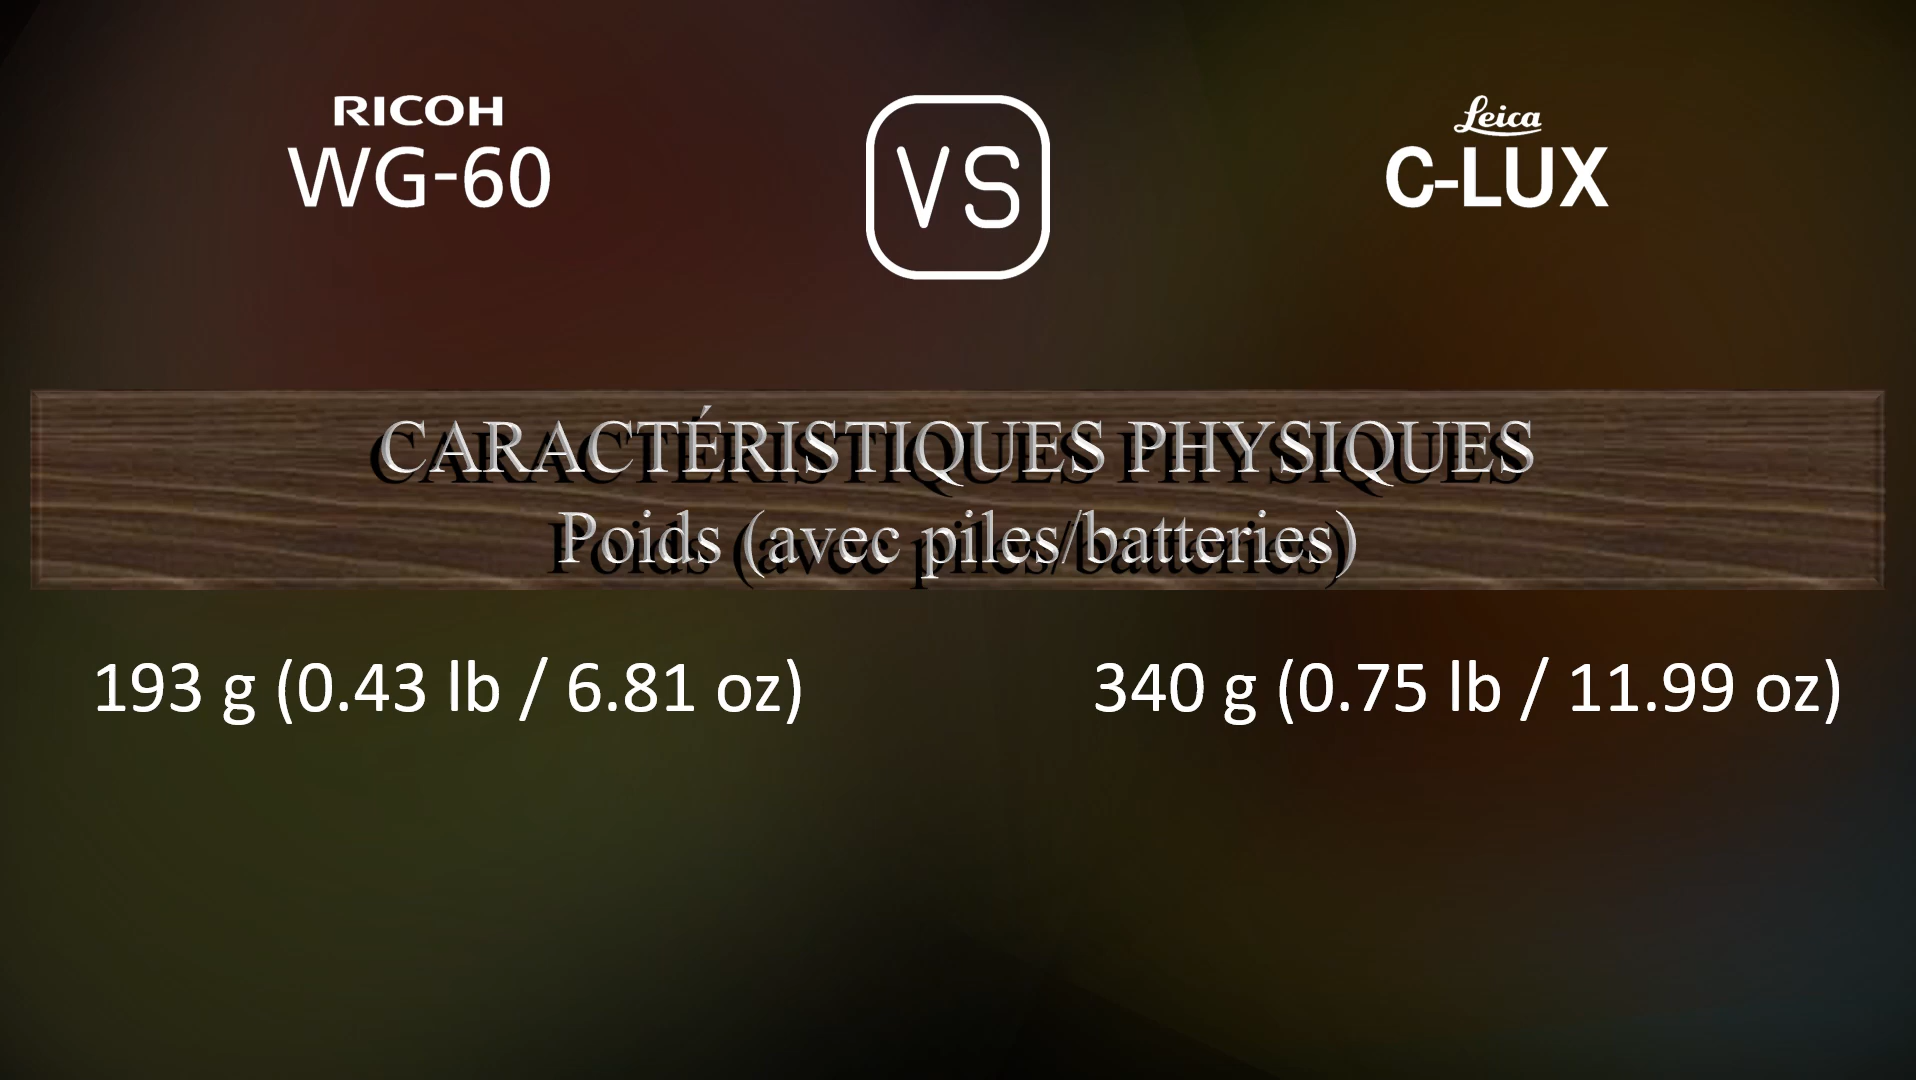 RICOH
WG-60
VS
Leica
C-LUX
CARACTÉRISTIQUES PHYSIQUES
Poids (avec piles/batteries)
193 g (0.43 lb / 6.81 oz)
340 g (0.75 lb / 11.99 oz)